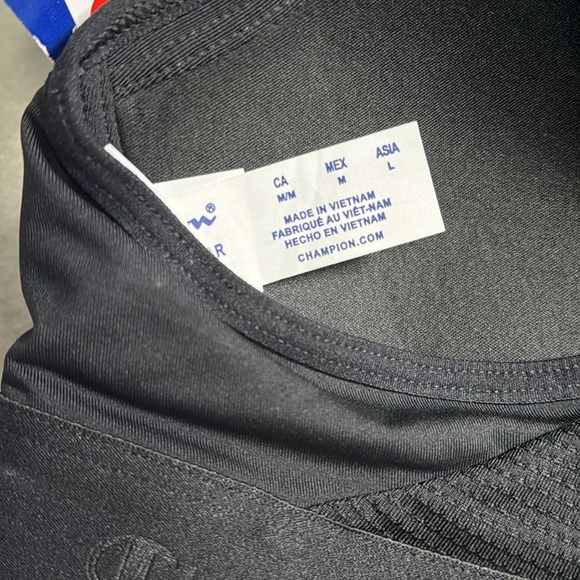 CA MEX ASIA
M/M M L
MADE IN VIETNAM
FABRIQUÉ AU VIÊT-NAM
HECHO EN VIETNAM
CHAMPION.COM